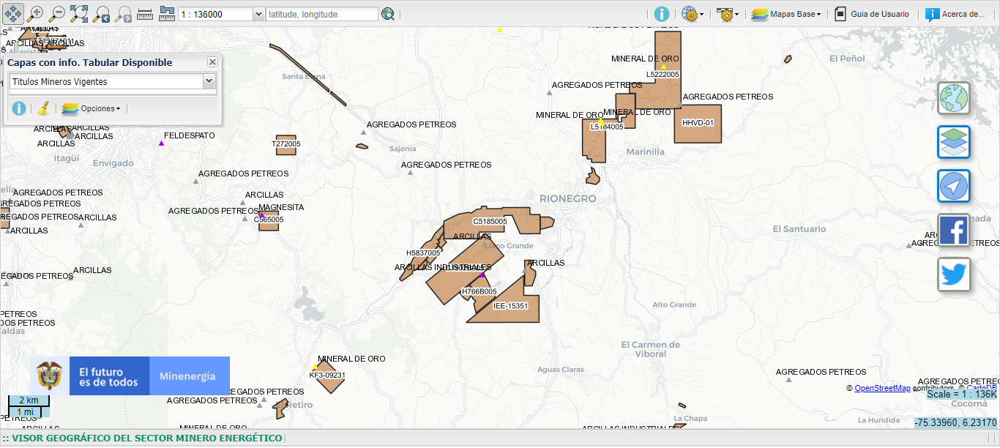 1 : 136000
latitude, longitude
Mapas Base
Guia de Usuario
Acerca de...
Capas con info. Tabular Disponible
Titulos Mineros Vigentes
Opciones
ARCILLAS
ARCILLAS
Santa Elena
MINERAL DE ORO
L5222005
El Peñol
AGREGADOS PETREOS
AGREGADOS PETREOS
MINERAL DE ORO
MINERAL DE ORO
L5184005
HHVD-01
AGREGADOS PETREOS
ARCILLAS
ARCILLAS
ARCILLAS
ARCILLAS
FELDESPATO
T272005
Sajonia
Marinilla
Itagüí
Envigado
AGREGADOS PETREOS
AGREGADOS PETREOS
AGREGADOS PETREOS
ARCILLAS
RIONEGRO
GREGADOS PETREOS
AGREGADOS PETREOS
MAGNESITA
C565005
EGADOS PETREOS
ARCILLAS
ARCILLAS
C5185005
El Santuario
ARCILLAS
Llano Grande
H5837005
ARCILLAS INDUSTRIALES
ARCILLAS
AGREGADOS PETREOS
ARCILLAS
H766B005
IEE-15351
Alto Grande
PETREOS
DOS PETREOS
Caldas
El Carmen de
Viboral
MINERAL DE ORO
KF3-09231
Aguas Claras
AGREGADOS PETREOS
El futuro
es de todos
Minenergía
AGREGADOS PETREO
© OpenStreetMap contributors, © CartoDB
Scale = 1 : 136K
Cocorná
EGADOS PETREOS
AGREGADOS PETREOS
El Retiro
2 km
1 mi
PETREOS
MINERAL DE ORO
La Chapa
ARCILLAS INDUSTRIALE
La Hundida
-75.33960, 6.23170
:: VISOR GEOGRÁFICO DEL SECTOR MINERO ENERGÉTICO